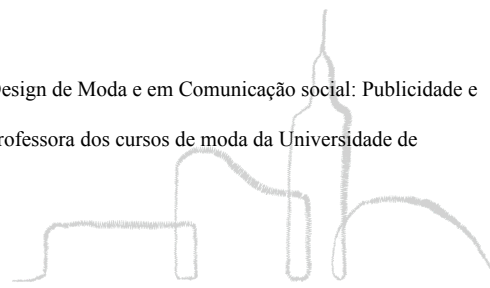 Design de Moda e em Comunicação social: Publicidade e
rofessora dos cursos de moda da Universidade de